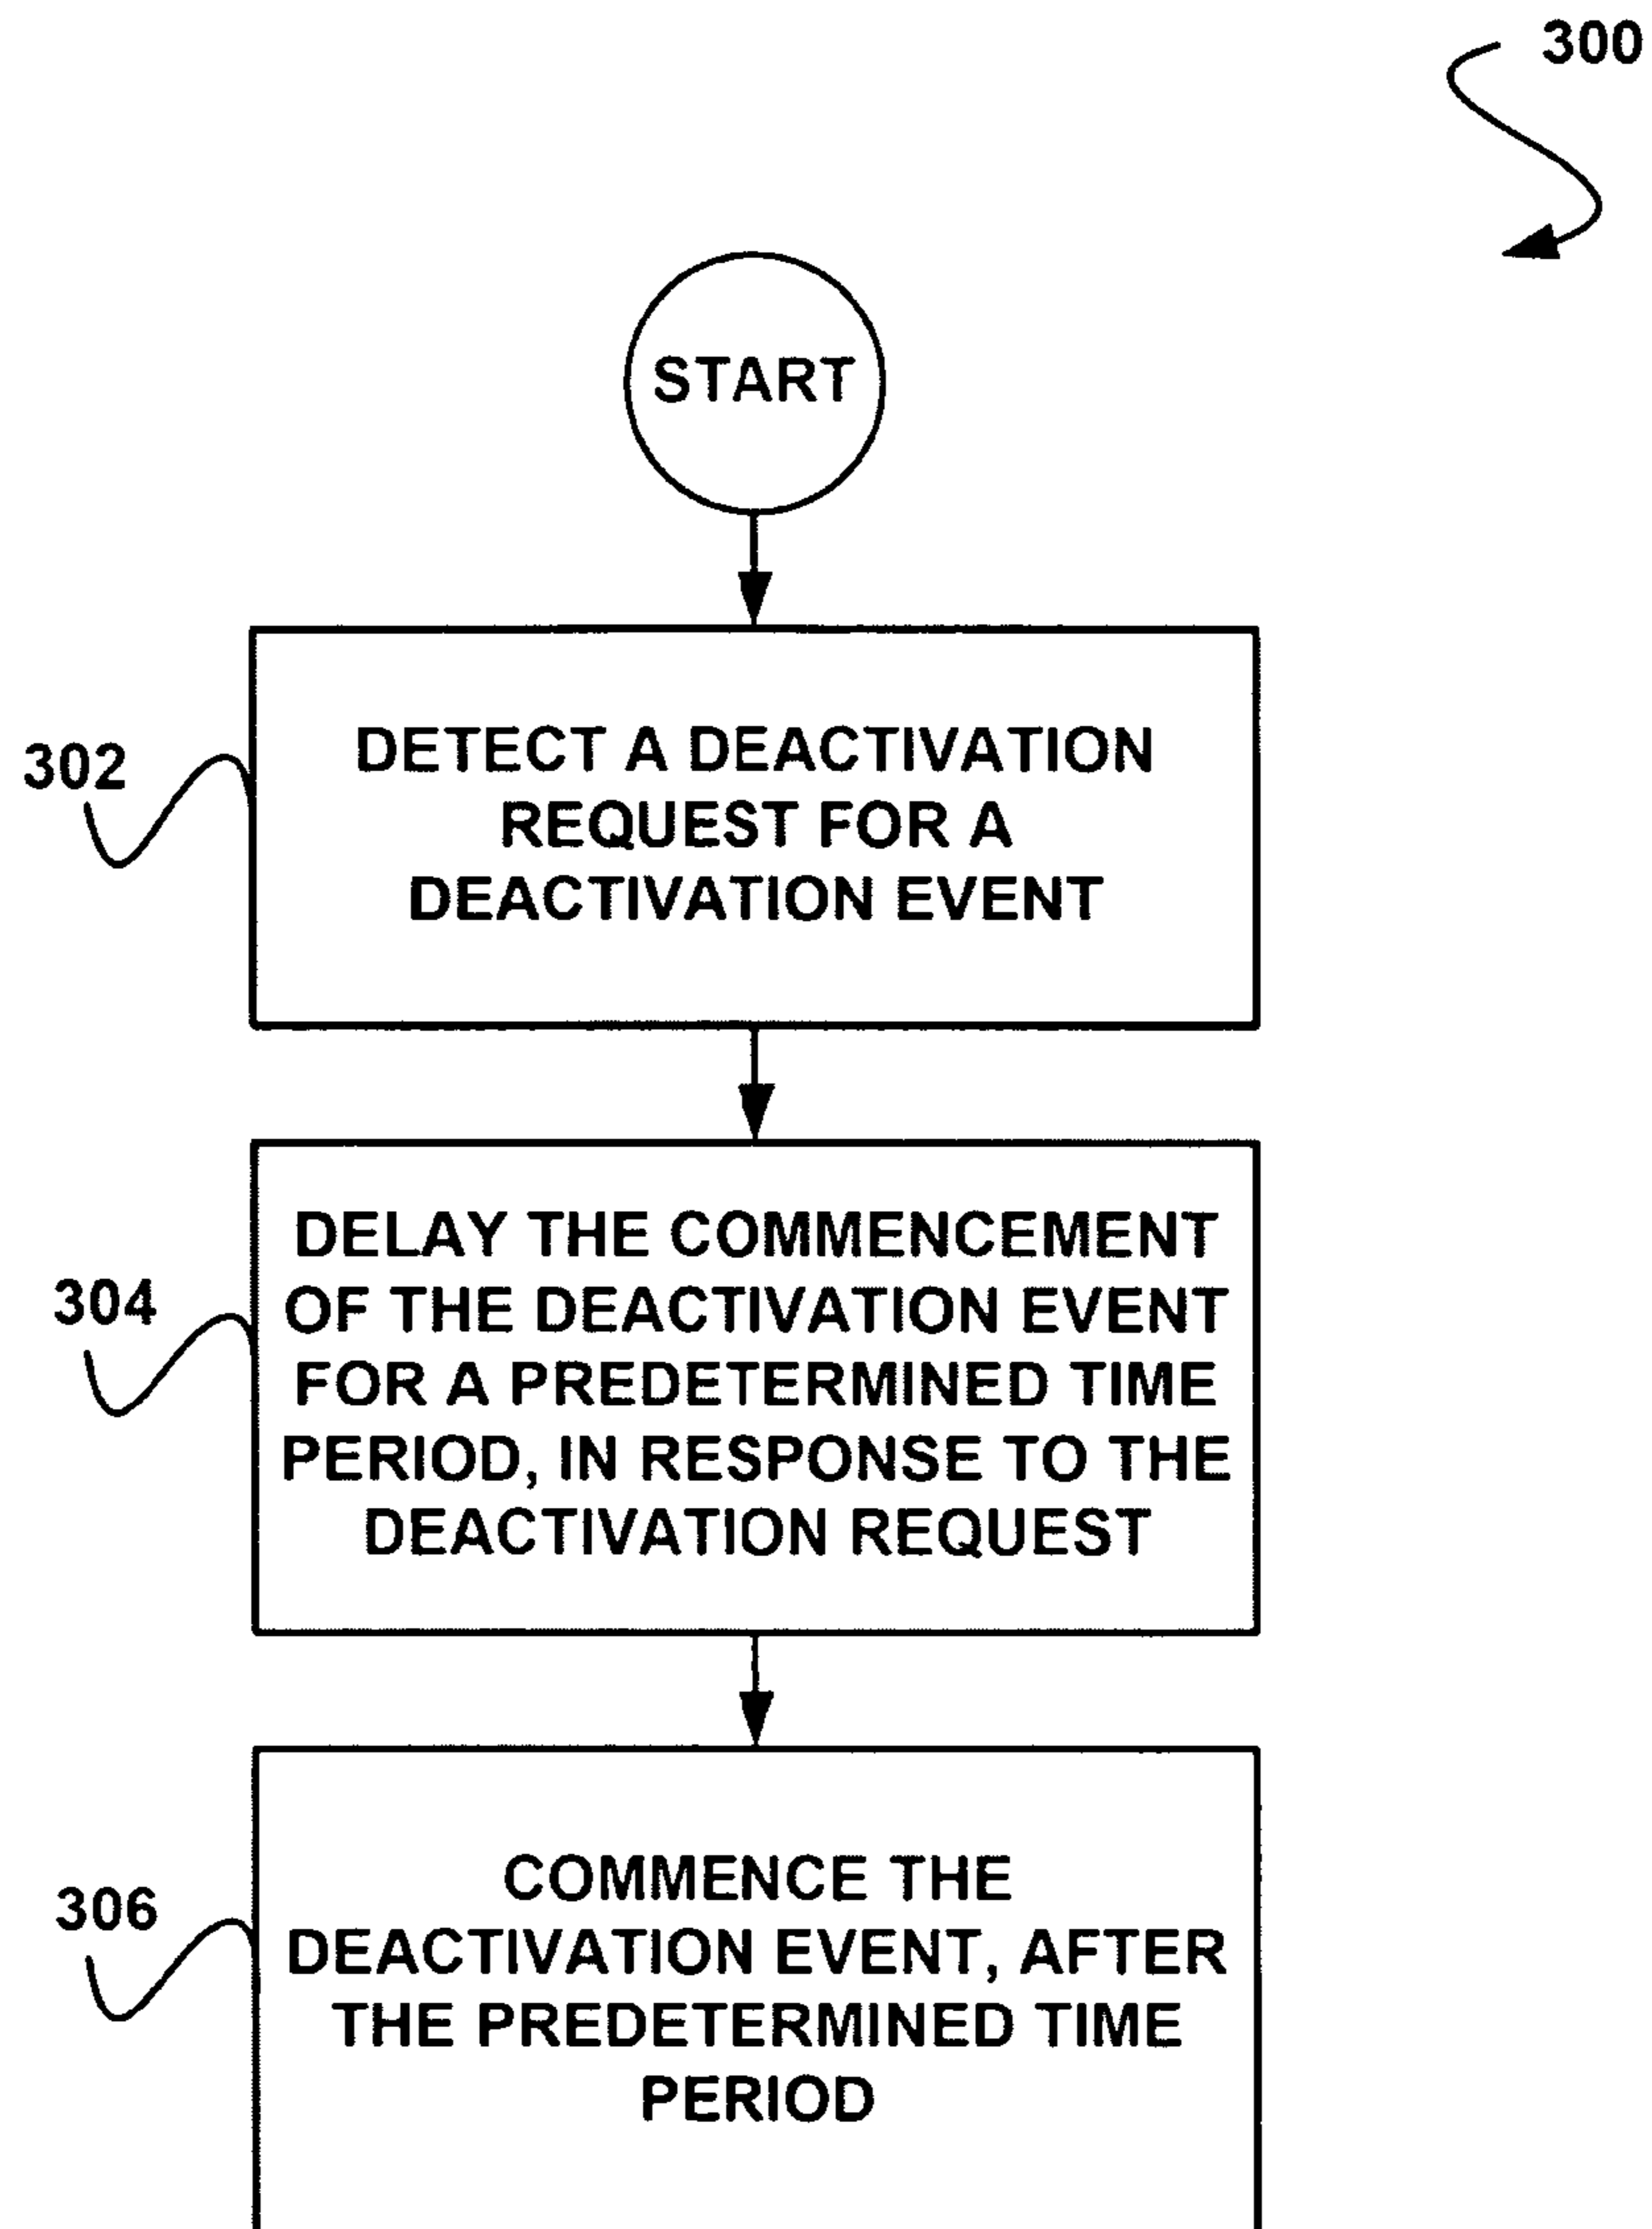 300
START
302
DETECT A DEACTIVATION
REQUEST FOR A
DEACTIVATION EVENT
304
DELAY THE COMMENCEMENT
OF THE DEACTIVATION EVENT
FOR A PREDETERMINED TIME
PERIOD, IN RESPONSE TO THE
DEACTIVATION REQUEST
306
COMMENCE THE
DEACTIVATION EVENT, AFTER
THE PREDETERMINED TIME
PERIOD